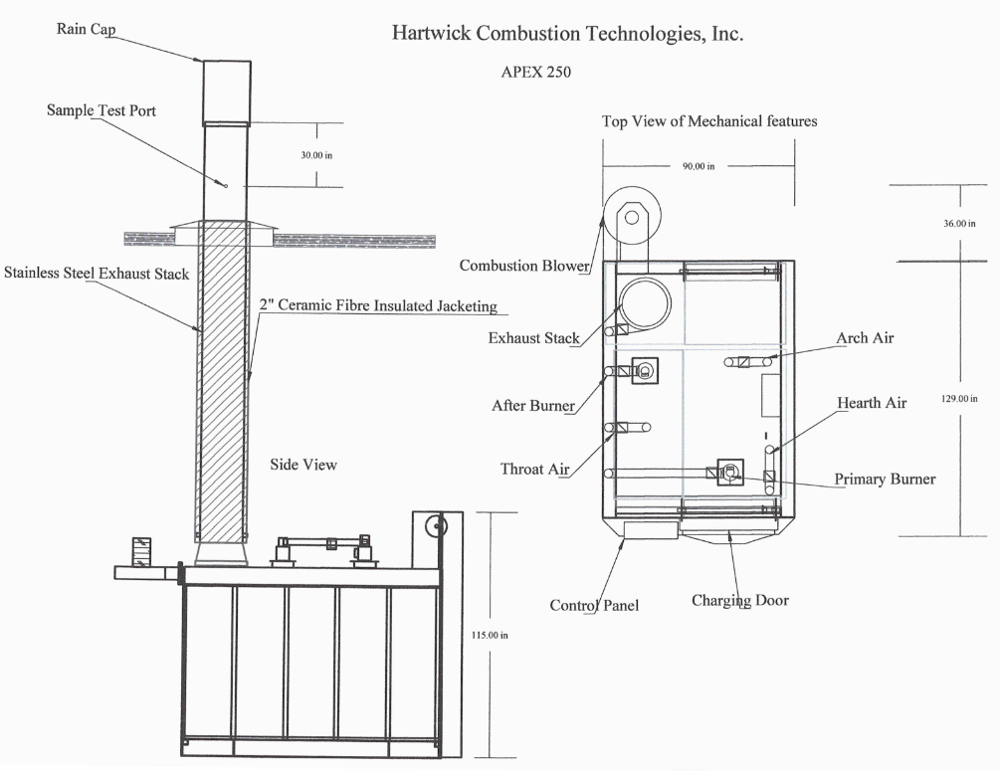 Hartwick Combustion Technologies, Inc.
APEX 250
Rain Cap
Sample Test Port
30.00 in
Stainless Steel Exhaust Stack
2" Ceramic Fibre Insulated Jacketing
Side View
115.00 in
Top View of Mechanical features
90.00 in
36.00 in
Combustion Blower
Exhaust Stack
Arch Air
After Burner
Hearth Air
129.00 in
Throat Air
Primary Burner
Control Panel
Charging Door